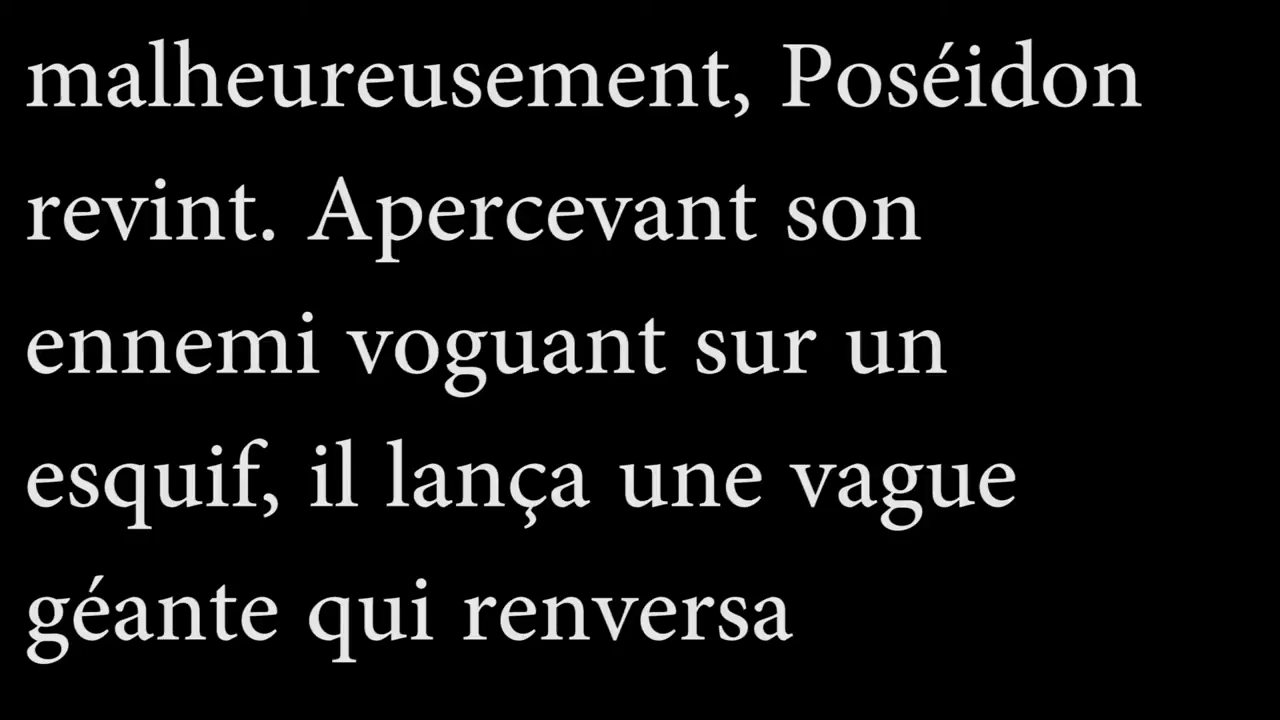 malheureusement, Poséidon
revint. Apercevant son
ennemi voguant sur un
esquif, il lança une vague
géante qui renversa